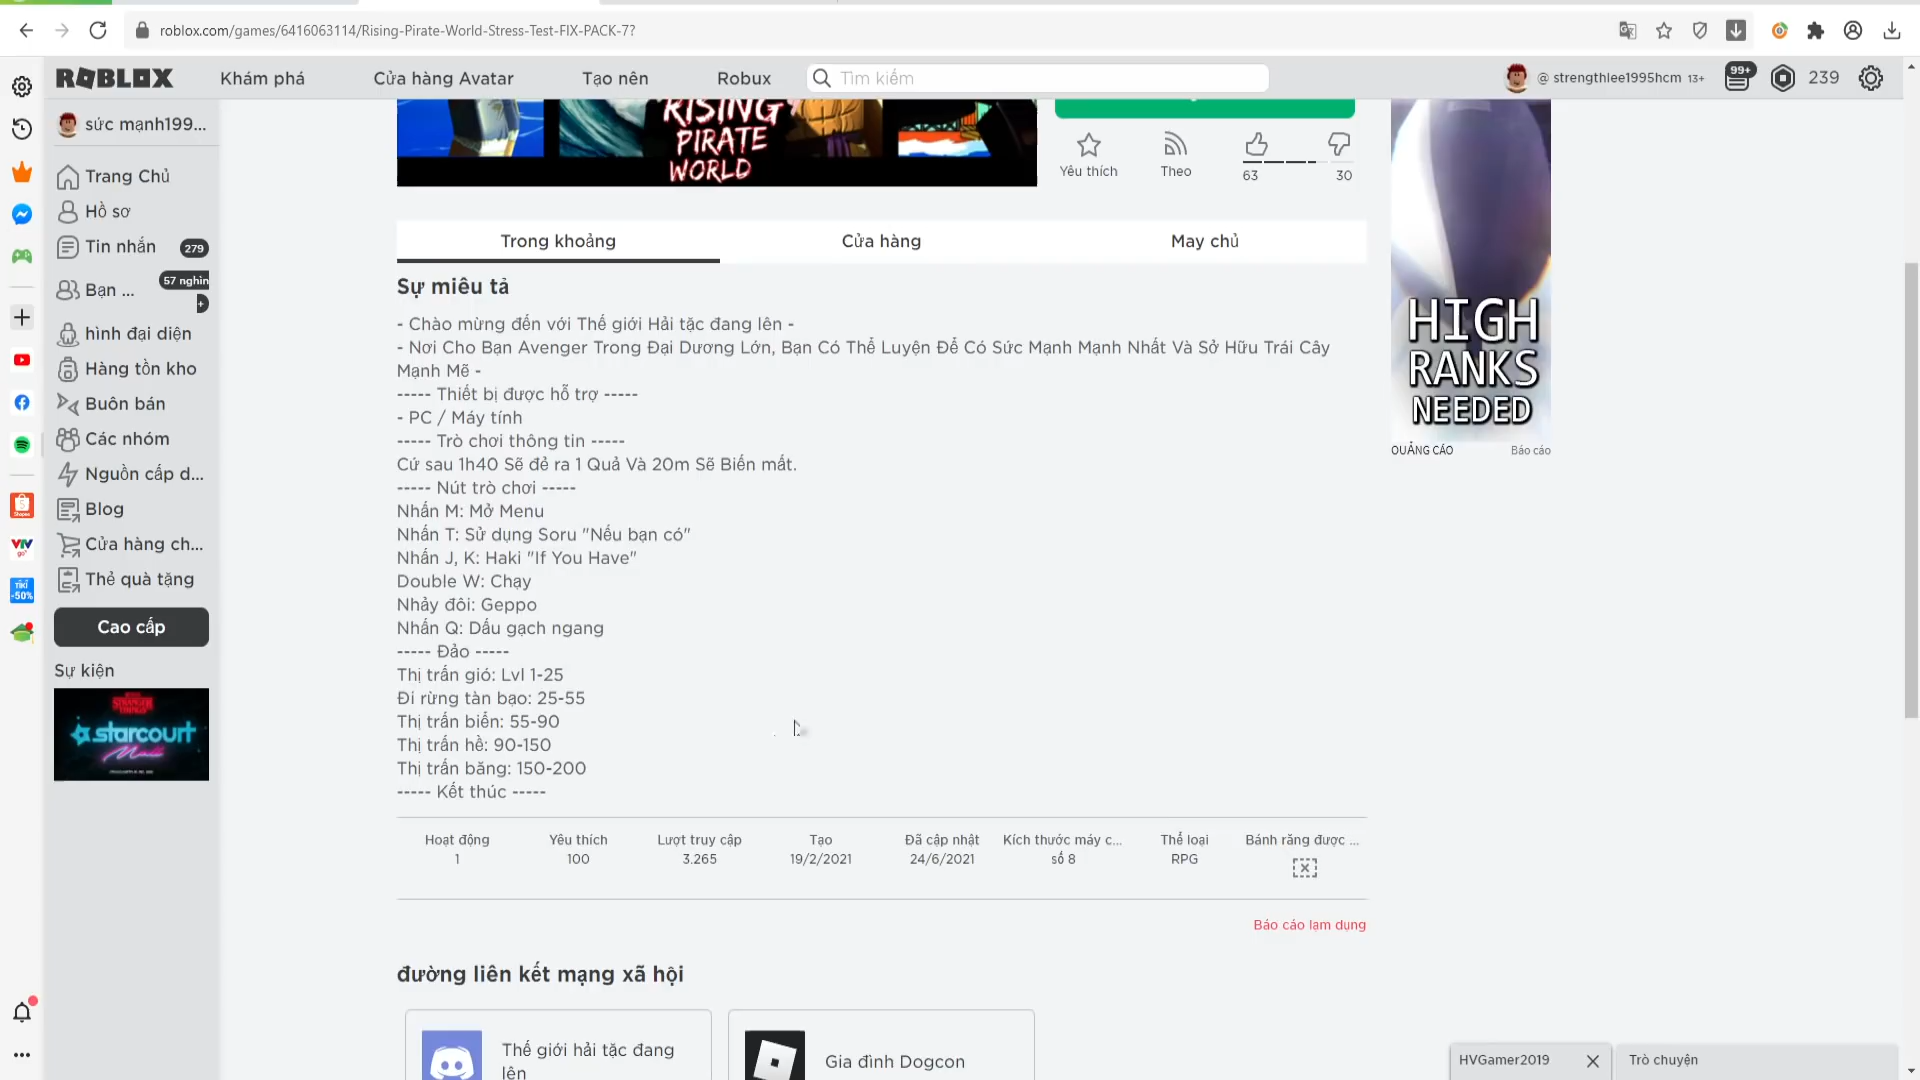 roblox.com/games/6416063114/Rising-Pirate-World-Stress-Test-FIX-PACK-7?
ROBLOX
Khám phá
Cửa hàng Avatar
Tạo nên
Robux
Tìm kiếm
@ strengthlee1995hcm 13+
99+
239
sức mạnh199...
Trang Chủ
Hồ sơ
Tin nhắn
279
Bạn ...
57 nghìn
+
hình đại diện
Hàng tồn kho
Buôn bán
Các nhóm
Nguồn cấp d...
Blog
Cửa hàng ch...
Thẻ quà tặng
Cao cấp
Sự kiện
starcourt
Mall
RISING
PIRATE
WORLD
Yêu thích
Theo
63
30
Trong khoảng
Cửa hàng
May chủ
Sự miêu tả
- Chào mừng đến với Thế giới Hải tặc đang lên -
- Nơi Cho Bạn Avenger Trong Đại Dương Lớn, Bạn Có Thể Luyện Để Có Sức Mạnh Mạnh Nhất Và Sở Hữu Trái Cây
Mạnh Mẽ -
----- Thiết bị được hỗ trợ -----
- PC / Máy tính
----- Trò chơi thông tin -----
Cứ sau 1h40 Sẽ đẻ ra 1 Quả Và 20m Sẽ Biến mất.
----- Nút trò chơi -----
Nhấn M: Mở Menu
Nhấn T: Sử dụng Soru "Nếu bạn có"
Nhấn J, K: Haki "If You Have"
Double W: Chạy
Nhảy đôi: Geppo
Nhấn Q: Dấu gạch ngang
----- Đảo -----
Thị trấn gió: Lvl 1-25
Đi rừng tàn bạo: 25-55
Thị trấn biển: 55-90
Thị trấn hề: 90-150
Thị trấn băng: 150-200
----- Kết thúc -----
Hoạt động
1
Yêu thích
100
Lượt truy cập
3.265
Tạo
19/2/2021
Đã cập nhật
24/6/2021
Kích thước máy c...
số 8
Thể loại
RPG
Bánh răng được ...
Báo cáo lạm dụng
đường liên kết mạng xã hội
Thế giới hải tặc đang
lên
Gia đình Dogcon
HIGH
RANKS
NEEDED
QUẢNG CÁO
Báo cáo
HVGamer2019
Trò chuyện
Shopee
VTV
go
TIKI
-50%